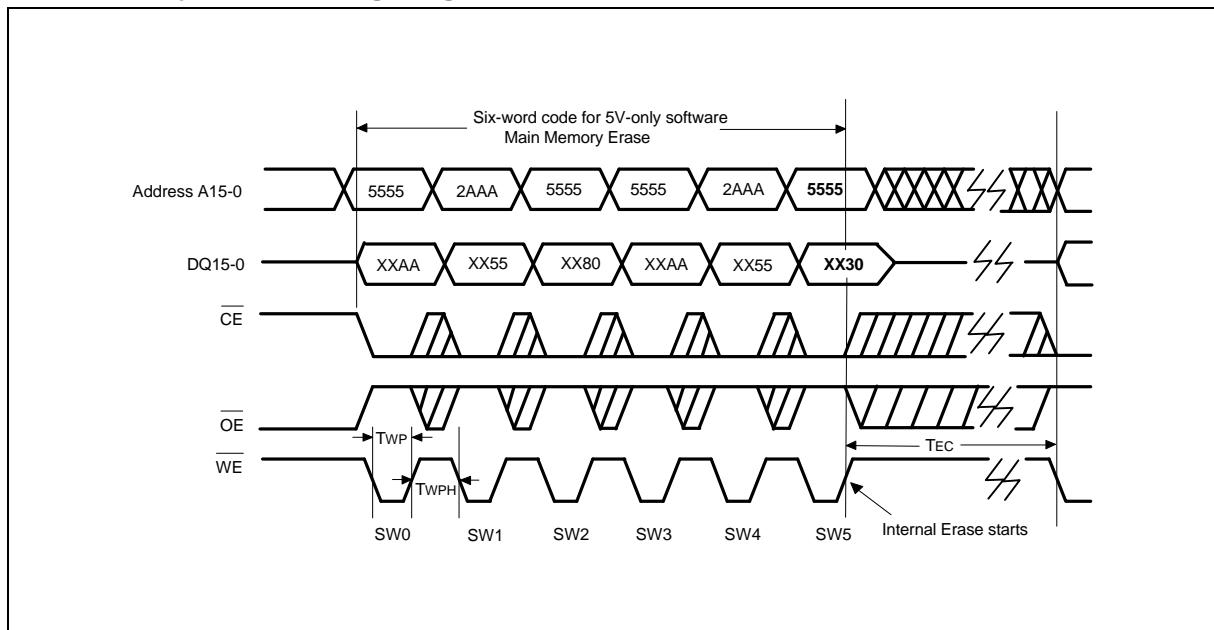 Six-word code for 5V-only software
Main Memory Erase
Address A15-0
5555 2AAA 5555 5555 2AAA 5555
DQ15-0
XXAA XX55 XX80 XXAA XX55 XX30
CE
OE
TWP
TEC
WE
TWPH
Internal Erase starts
SW0 SW1 SW2 SW3 SW4 SW5